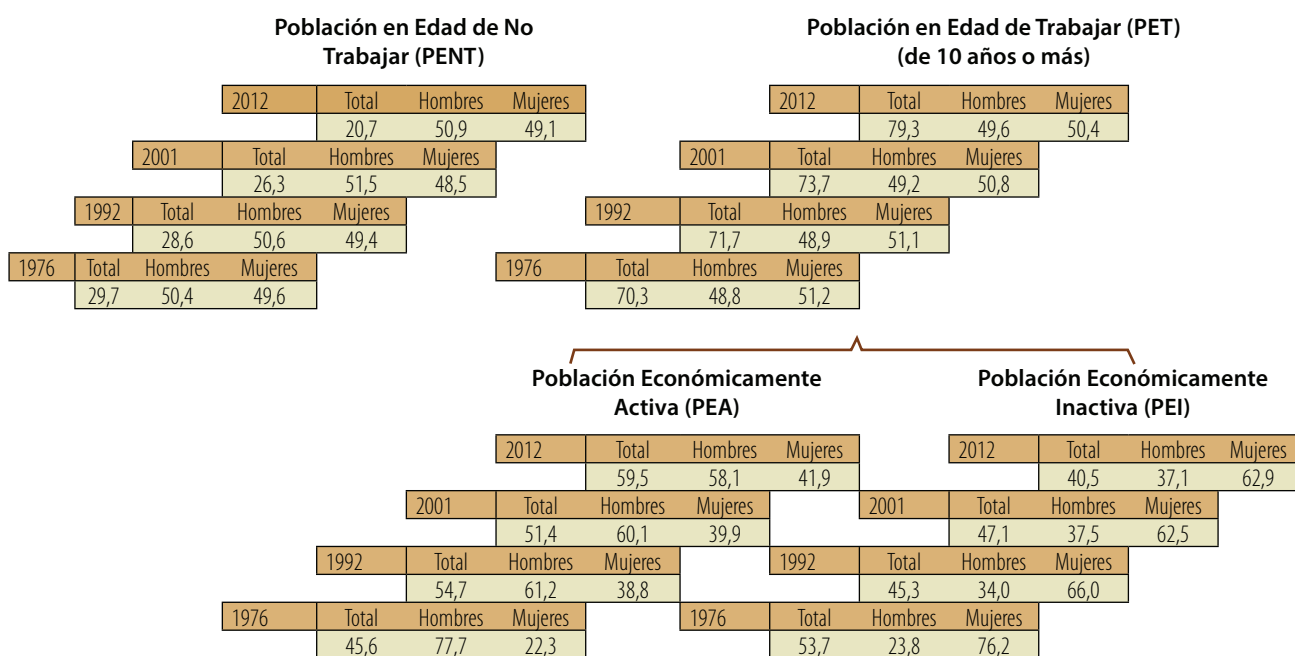 Población en Edad de No
Trabajar (PENT)
2012 Total Hombres Mujeres
20,7 50,9 49,1
2001 Total Hombres Mujeres
26,3 51,5 48,5
1992 Total Hombres Mujeres
28,6 50,6 49,4
1976 Total Hombres Mujeres
29,7 50,4 49,6
Población en Edad de Trabajar (PET)
(de 10 años o más)
2012 Total Hombres Mujeres
79,3 49,6 50,4
2001 Total Hombres Mujeres
73,7 49,2 50,8
1992 Total Hombres Mujeres
71,7 48,9 51,1
1976 Total Hombres Mujeres
70,3 48,8 51,2
Población Económicamente
Activa (PEA)
2012 Total Hombres Mujeres
59,5 58,1 41,9
2001 Total Hombres Mujeres
51,4 60,1 39,9
1992 Total Hombres Mujeres
54,7 61,2 38,8
1976 Total Hombres Mujeres
45,6 77,7 22,3
Población Económicamente
Inactiva (PEI)
2012 Total Hombres Mujeres
40,5 37,1 62,9
2001 Total Hombres Mujeres
47,1 37,5 62,5
1992 Total Hombres Mujeres
45,3 34,0 66,0
1976 Total Hombres Mujeres
53,7 23,8 76,2